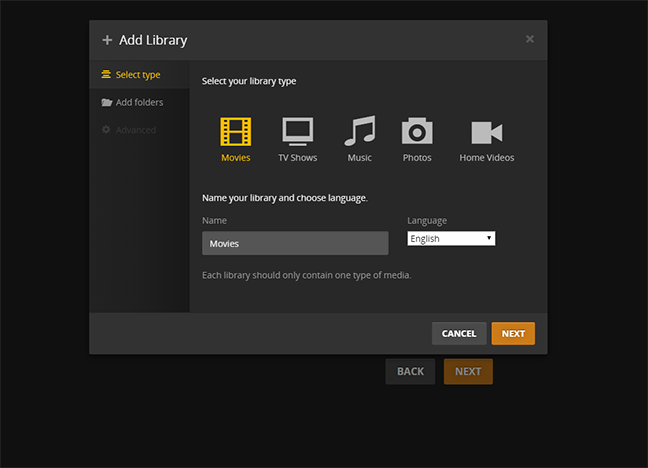 Add Library
Select type
Add folders
Advanced
Select your library type
Movies
TV Shows
Music
Photos
Home Videos
Name your library and choose language.
Name
Language
Movies
English
Each library should only contain one type of media.
CANCEL
NEXT
BACK
NEXT